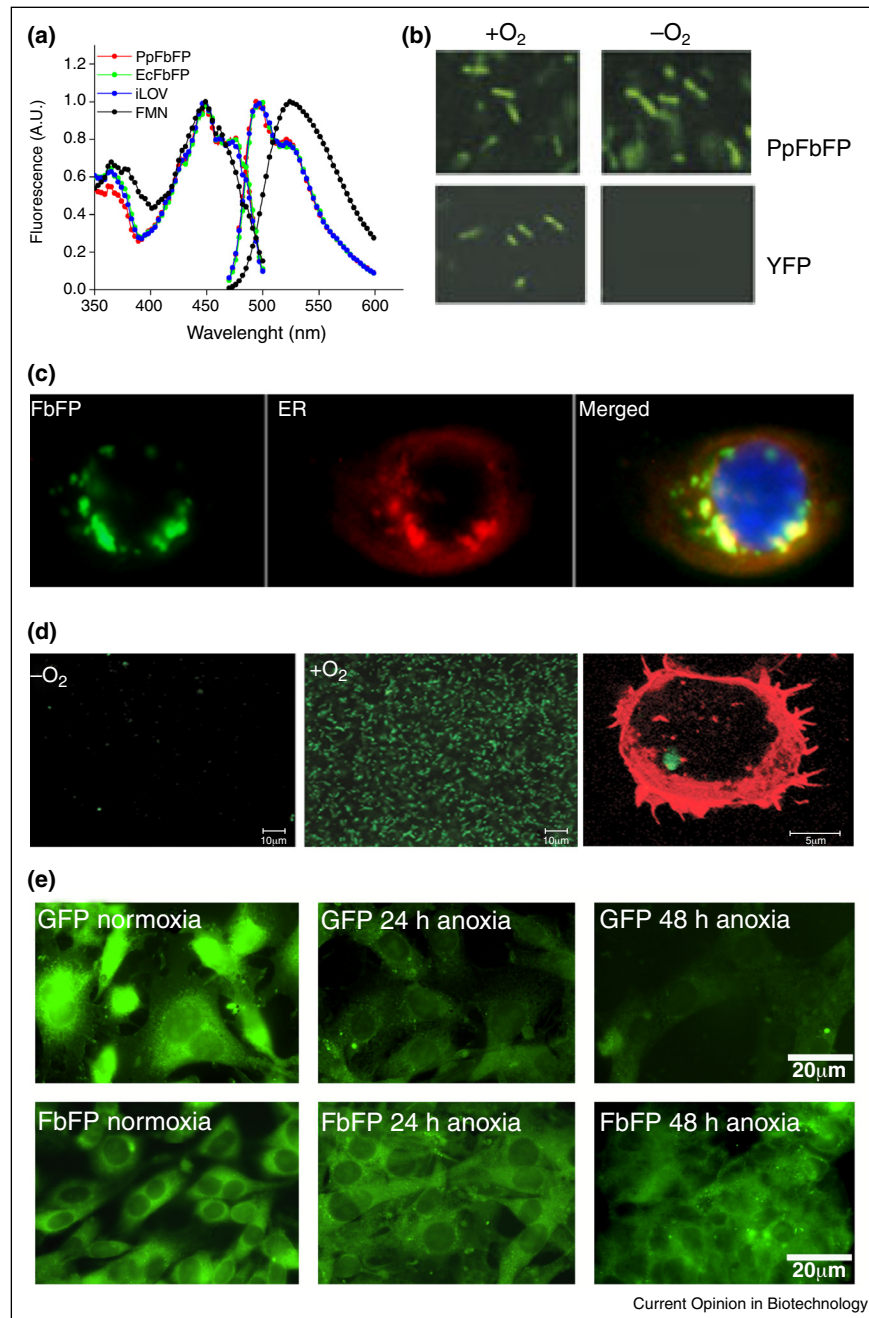 (a)
PpFbFP
EcFbFP
iLOV
FMN
Fluorescence (A.U.)
1.2
1.0
0.8
0.6
0.4
0.2
0.0
350 400 450 500 550 600
Wavelenght (nm)
(b)
+O₂ –O₂
PpFbFP
YFP
(c)
FbFP ER Merged
(d)
–O₂ +O₂
10μm 10μm 5μm
(e)
GFP normoxia GFP 24 h anoxia GFP 48 h anoxia
20μm
FbFP normoxia FbFP 24 h anoxia FbFP 48 h anoxia
20μm
Current Opinion in Biotechnology